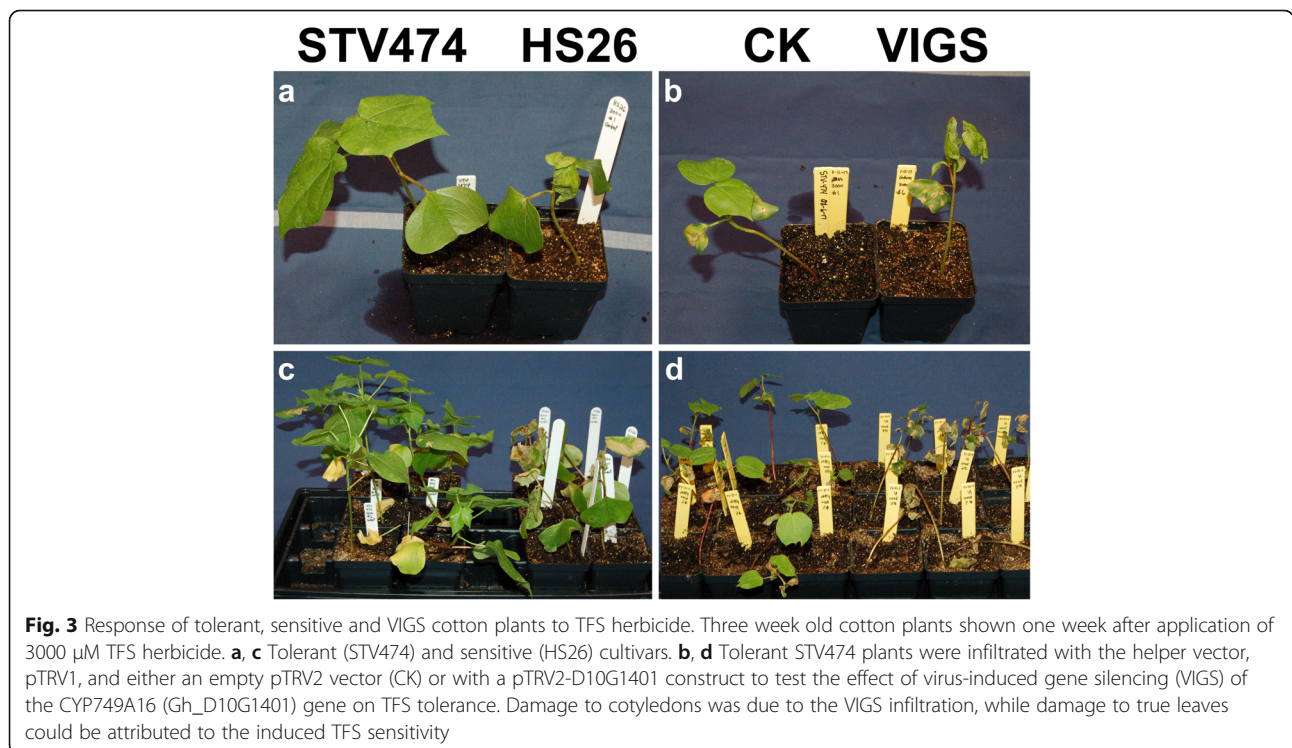 STV474 HS26 CK VIGS
a
b
c
d
Fig. 3 Response of tolerant, sensitive and VIGS cotton plants to TFS herbicide. Three week old cotton plants shown one week after application of
3000 μM TFS herbicide. a, c Tolerant (STV474) and sensitive (HS26) cultivars. b, d Tolerant STV474 plants were infiltrated with the helper vector,
pTRV1, and either an empty pTRV2 vector (CK) or with a pTRV2-D10G1401 construct to test the effect of virus-induced gene silencing (VIGS) of
the CYP749A16 (Gh_D10G1401) gene on TFS tolerance. Damage to cotyledons was due to the VIGS infiltration, while damage to true leaves
could be attributed to the induced TFS sensitivity